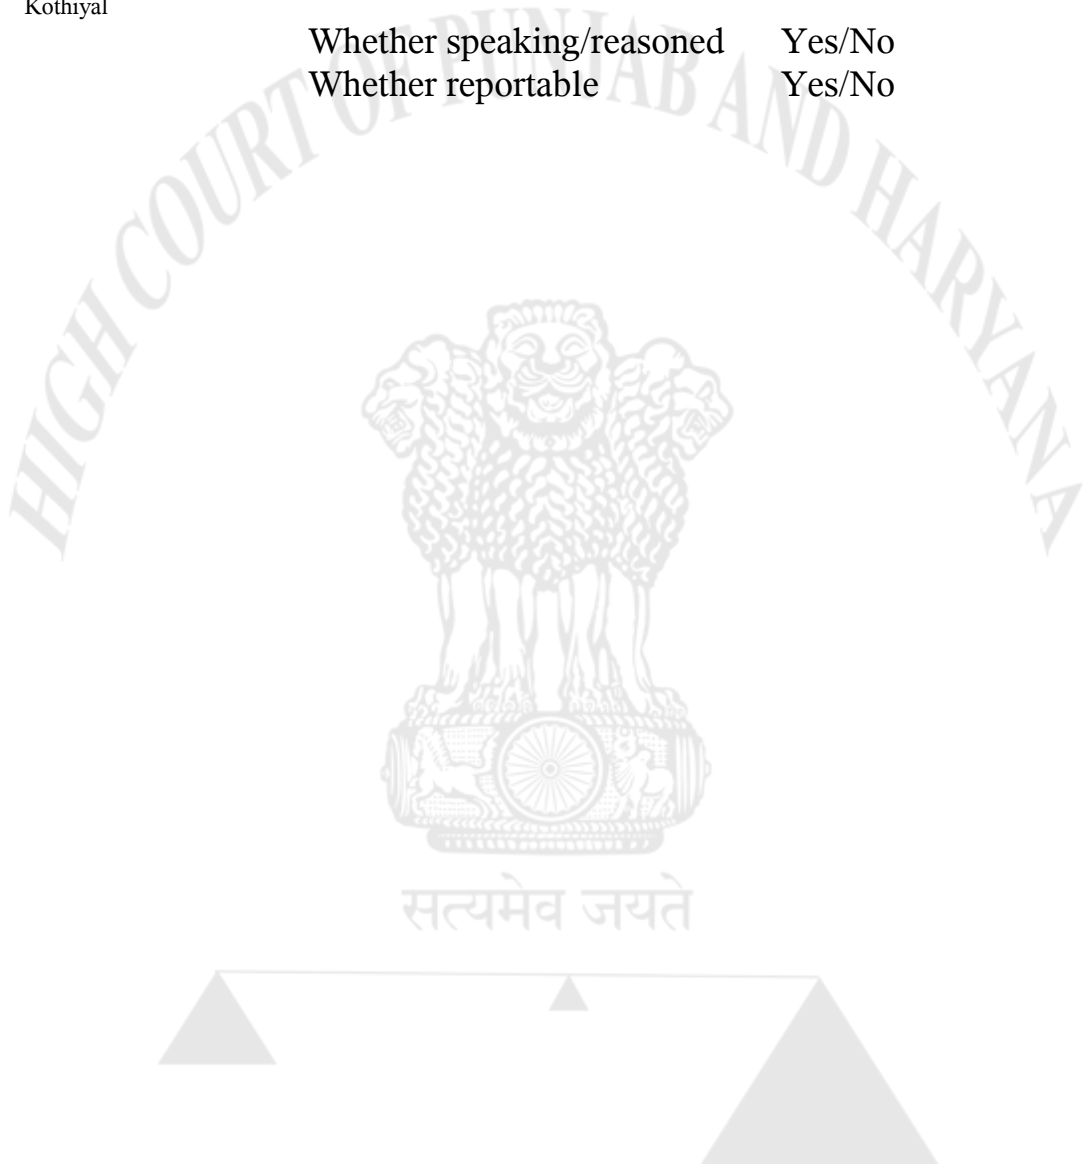 Kothiyal
Whether speaking/reasoned Yes/No
Whether reportable Yes/No
HIGH COURT OF PUNJAB AND HARYANA
सत्यमेव जयते